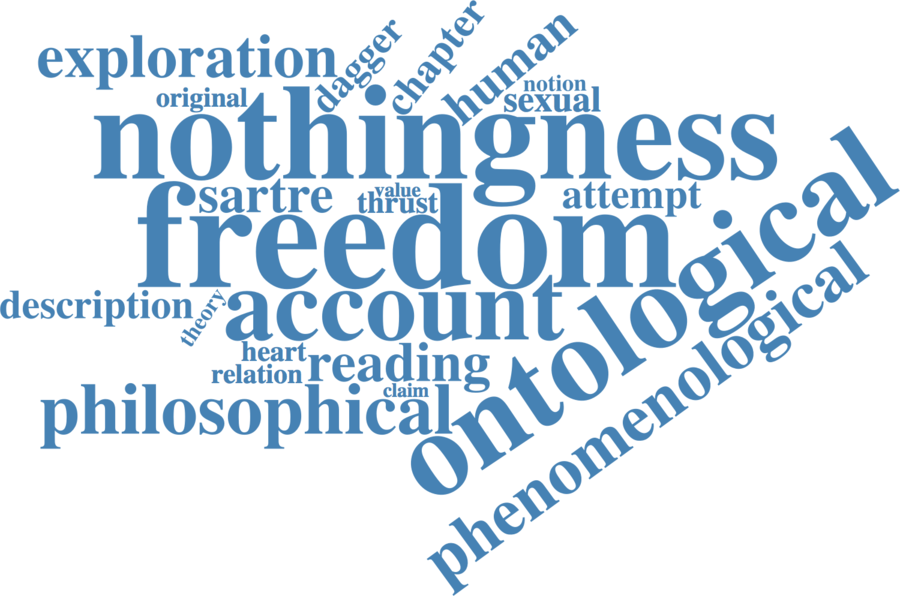 exploration
dagger
chapter
human
original
notion
sexual
nothingness
sartre
value
thrust
attempt
freedom
ontological
description
theory
account
phenomenological
heart
relation
reading
claim
philosophical